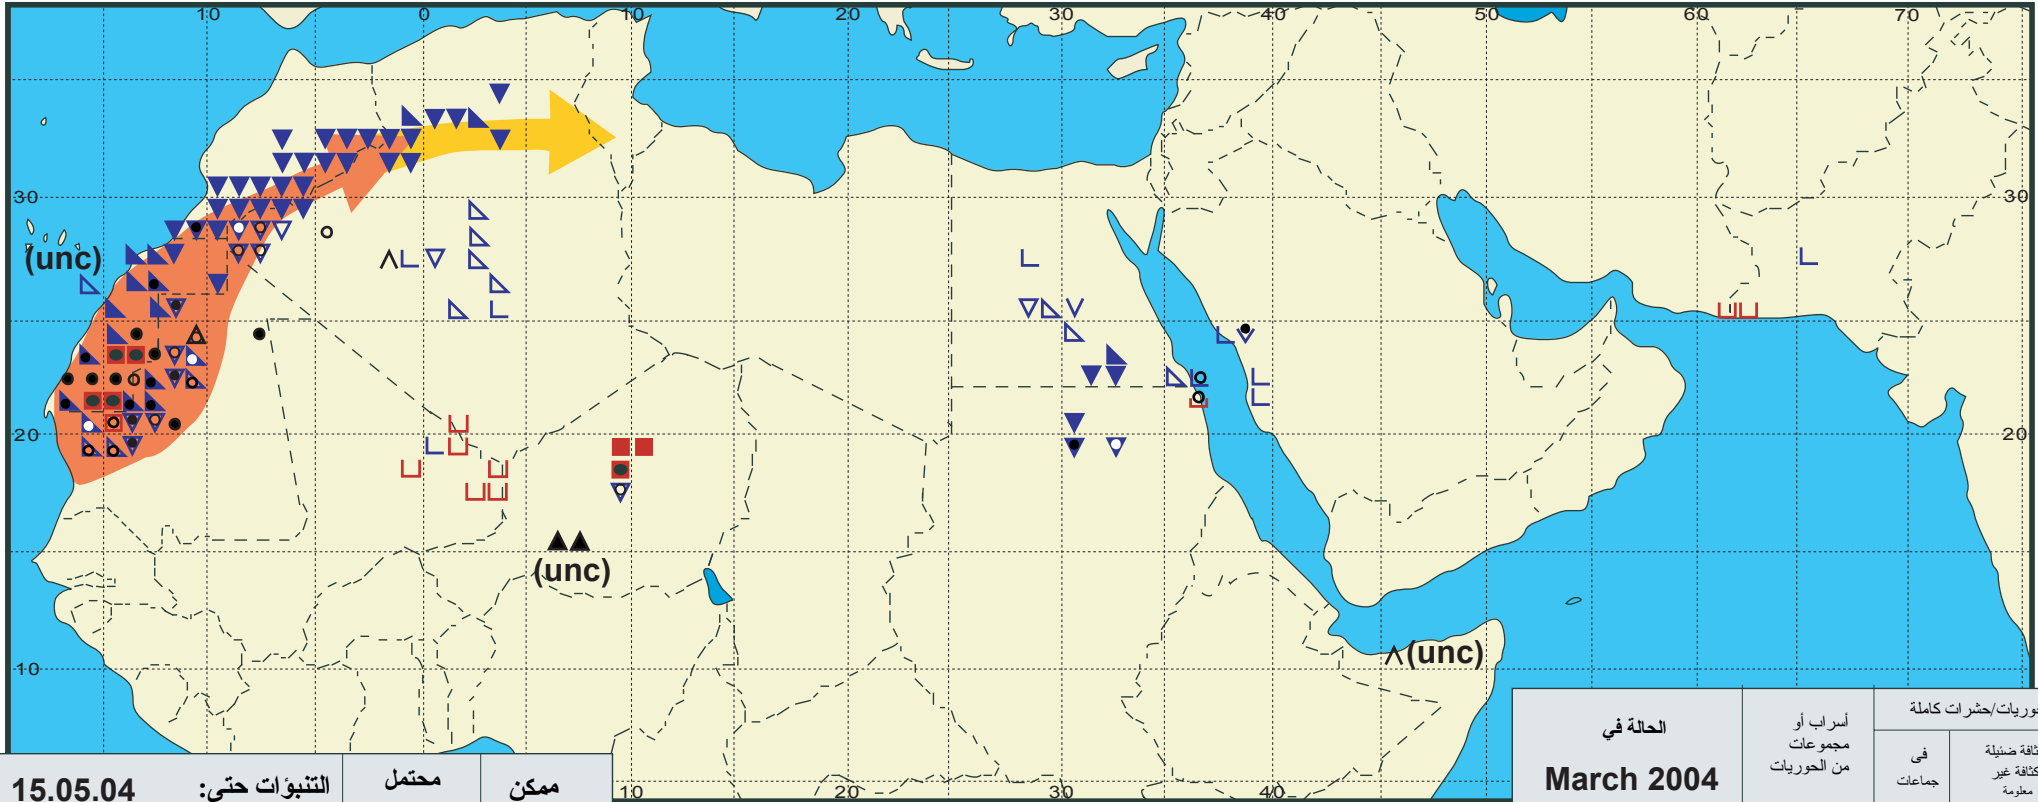 10 0 10 20 30 40 50 60 70
30 30
(unc)
20 20
(unc)
(unc)
10
10 20 30 40
التنبؤات حتى: 15.05.04
محتمل
ممكن
الحالة في
March 2004
أسراب أو
مجموعات
من الحوريات
حوريات/حشرات كاملة
فى
جماعات
كثافة ضئيلة
كثافة غير
معلومة